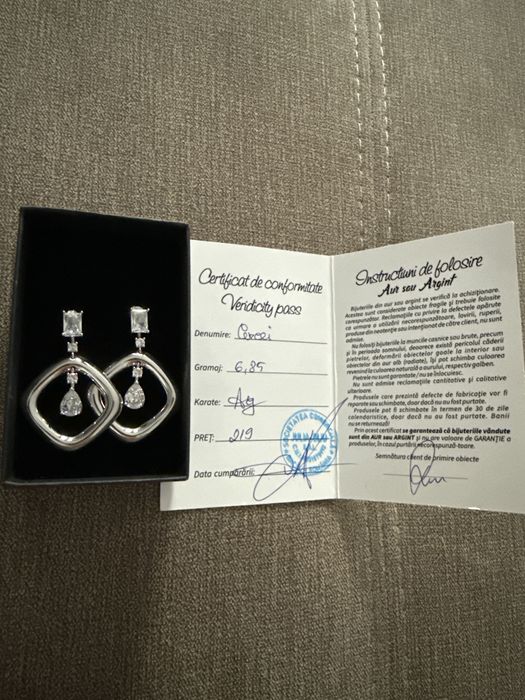 Certificat de conformitate
Veridicity pass
Denumire: Cercei
Gramaj: 6,85
Karate: Ag
PREȚ: 219
Data cumpărării:
SOCIETATEA
ROMANIA
Instrucțiuni de folosire
Aur sau Argint
Bijuteriile din aur sau argint se verifică la achiziționare.
Acestea sunt considerate obiecte fragile și trebuie folosite
corespunzător. Reclamațiile cu privire la defectele apărute
ca urmare a utilizării necorespunzătoare, lovirii, ruperii,
produse din neatenție sau intenționat de către client, nu sunt
admise.
Nu folosiți bijuteria la muncile casnice sau brute, precum
și în perioada somnului, deoarece există pericolul căderii
pietrelor, deformării obiectelor goale la interior sau
obiectelor din aur alb (rodiate), își pot schimba culoarea
revenind la culoarea naturală a aurului, respectiv galben.
Pietrele nu sunt garantate / nu se înlocuiesc.
Nu sunt admise reclamațiile cantitative și calitative
ulterioare.
Produsele care prezintă defecte de fabricație vor fi
reparate sau schimbate, doar dacă nu au fost purtate.
Produsele pot fi schimbate în termen de 30 de zile
calendaristice, doar dacă nu au fost purtate. Banii
nu se returnează!
Prin acest certificat se garantează că bijuteriile vândute
sunt din AUR sau ARGINT și nu are valoare de GARANȚIE a
produselor, în cazul purtării necorespunzătoare.
Semnătura client de primire obiecte